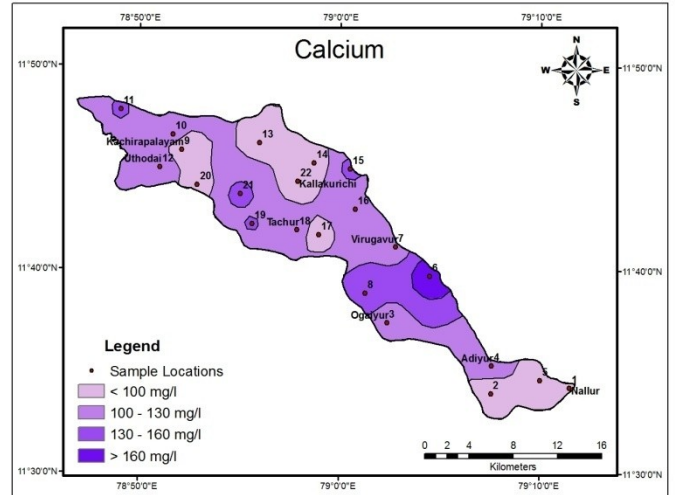 78°50'0"E 79°0'0"E 79°10'0"E
Calcium
N
W E
S
11°50'0"N 11°50'0"N
11
10
Kachirapalayam 9
Uthodai 12
13
14
22
Kallakurichi
15
20
21
16
19
Tachur 18
17
Virugavur 7
11°40'0"N 11°40'0"N
6
8
Ogaiyur 3
Adiyur 4
5
1
Nallur
2
Legend
Sample Locations
< 100 mg/l
100 - 130 mg/l
130 - 160 mg/l
> 160 mg/l
0 2 4 8 12 16
Kilometers
11°30'0"N 11°30'0"N
78°50'0"E 79°0'0"E 79°10'0"E